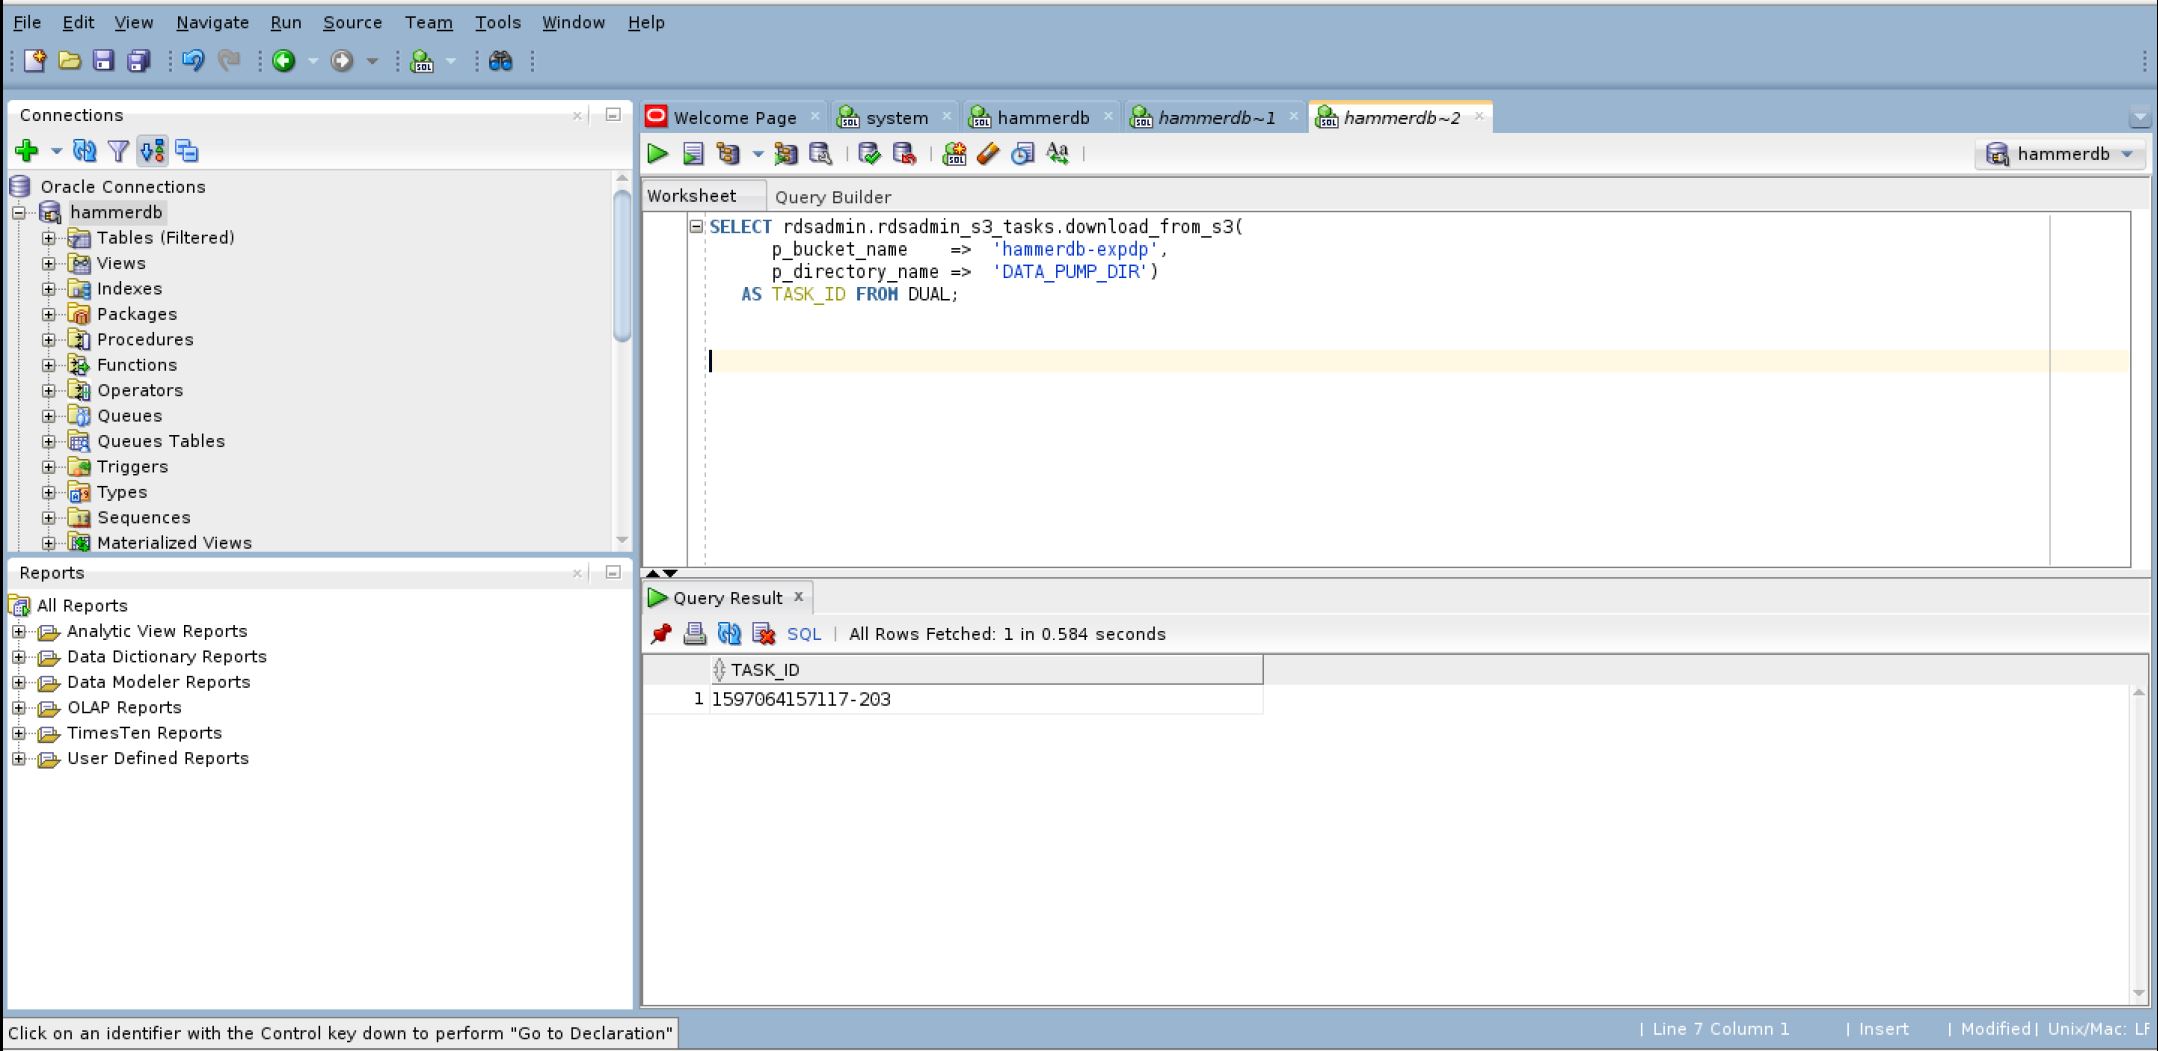 File Edit View Navigate Run Source Team Tools Window Help
Connections
Oracle Connections
hammerdb
Tables (Filtered)
Views
Indexes
Packages
Procedures
Functions
Operators
Queues
Queues Tables
Triggers
Types
Sequences
Materialized Views
Reports
All Reports
Analytic View Reports
Data Dictionary Reports
Data Modeler Reports
OLAP Reports
TimesTen Reports
User Defined Reports
Welcome Page system hammerdb hammerdb~1 hammerdb~2
hammerdb
Worksheet Query Builder
SELECT rdsadmin.rdsadmin_s3_tasks.download_from_s3(
p_bucket_name => 'hammerdb-expdp',
p_directory_name => 'DATA_PUMP_DIR')
AS TASK_ID FROM DUAL;
Query Result
SQL | All Rows Fetched: 1 in 0.584 seconds
TASK_ID
1 1597064157117-203
Click on an identifier with the Control key down to perform "Go to Declaration"
| Line 7 Column 1 | Insert | Modified | Unix/Mac: LF